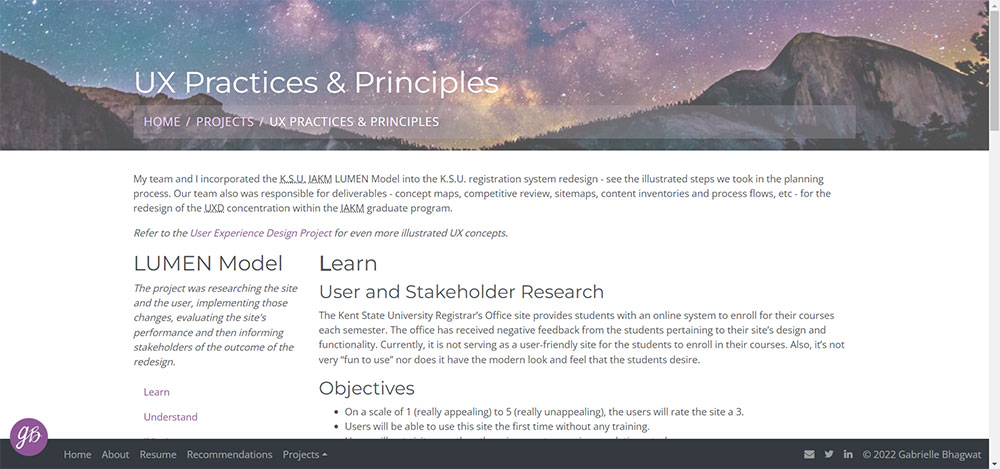 UX Practices & Principles
HOME / PROJECTS / UX PRACTICES & PRINCIPLES
My team and I incorporated the K.S.U. IAKM LUMEN Model into the K.S.U. registration system redesign - see the illustrated steps we took in the planning
process. Our team also was responsible for deliverables - concept maps, competitive review, sitemaps, content inventories and process flows, etc - for the
redesign of the UXD concentration within the IAKM graduate program.
Refer to the User Experience Design Project for even more illustrated UX concepts.
LUMEN Model
The project was researching the site
and the user, implementing those
changes, evaluating the site's
performance and then informing
stakeholders of the outcome of the
redesign.
Learn
Understand
Learn
User and Stakeholder Research
The Kent State University Registrar's Office site provides students with an online system to enroll for their courses
each semester. The office has received negative feedback from the students pertaining to their site's design and
functionality. Currently, it is not serving as a user-friendly site for the students to enroll in their courses. Also, it's not
very “fun to use” nor does it have the modern look and feel that the students desire.
Objectives
• On a scale of 1 (really appealing) to 5 (really unappealing), the users will rate the site a 3.
• Users will be able to use this site the first time without any training.
gB
Home About Resume Recommendations Projects
© 2022 Gabrielle Bhagwat